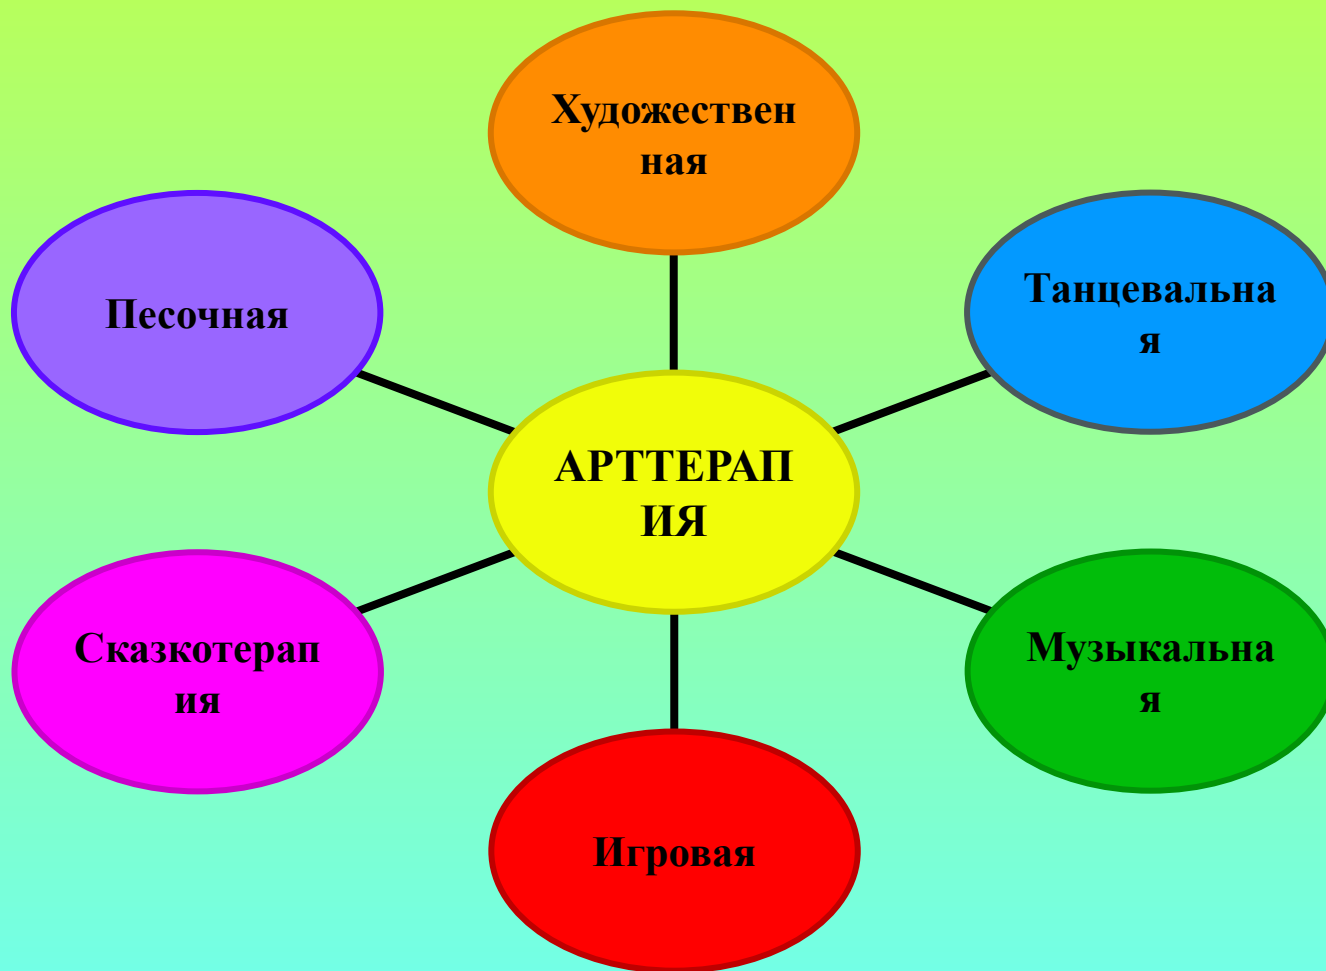 Художествен
ная
Танцевальна
я
Песочная
АРТТЕРАП
ИЯ
Сказкотерап
ия
Музыкальна
я
Игровая